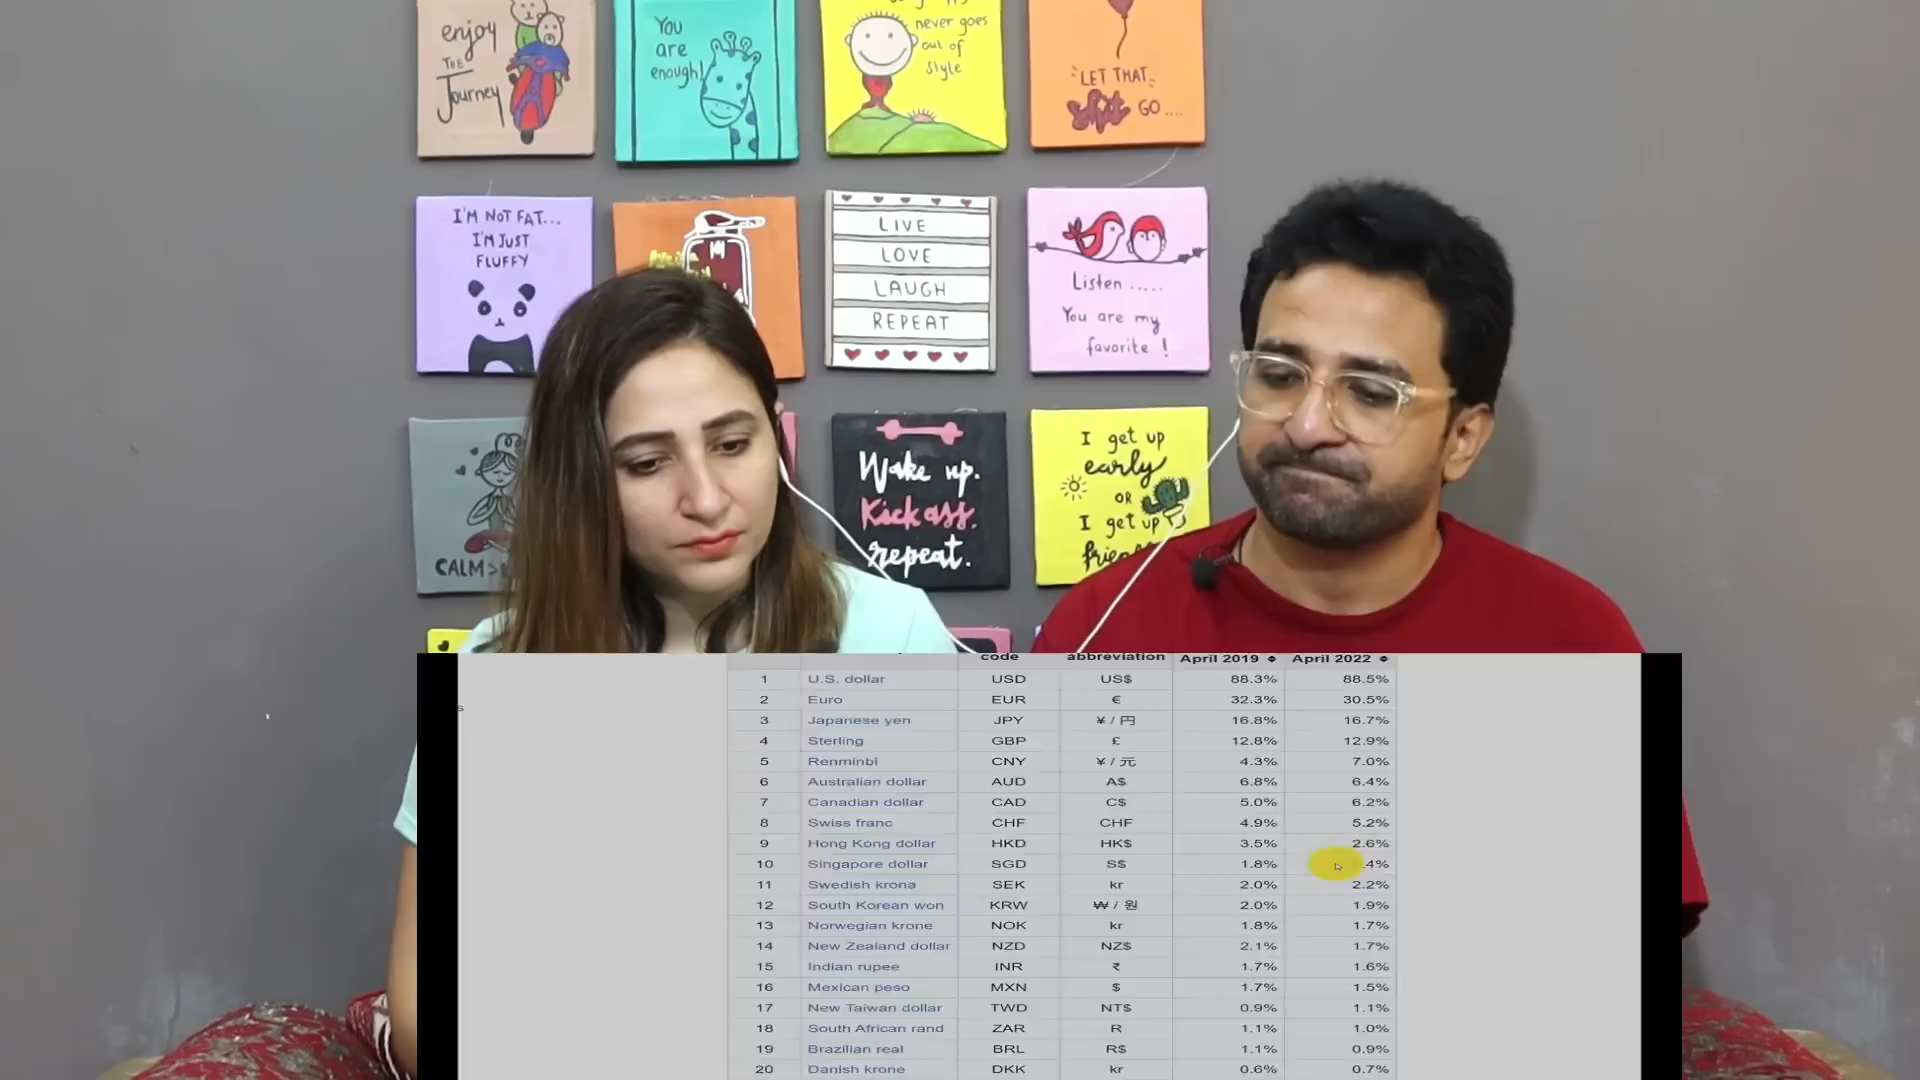 enjoy
THE
Journey
You
are
enough!
never goes
out of
style
LET THAT
GO ....
I'M NOT FAT...
I'M JUST
FLUFFY
LIVE
LOVE
LAUGH
REPEAT
Listen .....
You are my
favorite !
CALM>
Wake up.
Kick ass.
repeat.
I get up
early
OR
I get up
code abbreviation April 2019 April 2022
1 U.S. dollar USD US$ 88.3% 88.5%
2 Euro EUR € 32.3% 30.5%
s
3 Japanese yen JPY ¥ / 円 16.8% 16.7%
4 Sterling GBP £ 12.8% 12.9%
5 Renminbi CNY ¥ / 元 4.3% 7.0%
6 Australian dollar AUD A$ 6.8% 6.4%
7 Canadian dollar CAD C$ 5.0% 6.2%
8 Swiss franc CHF CHF 4.9% 5.2%
9 Hong Kong dollar HKD HK$ 3.5% 2.6%
10 Singapore dollar SGD S$ 1.8% .4%
11 Swedish krona SEK kr 2.0% 2.2%
12 South Korean won KRW ₩ / 원 2.0% 1.9%
13 Norwegian krone NOK kr 1.8% 1.7%
14 New Zealand dollar NZD NZ$ 2.1% 1.7%
15 Indian rupee INR ₹ 1.7% 1.6%
16 Mexican peso MXN $ 1.7% 1.5%
17 New Taiwan dollar TWD NT$ 0.9% 1.1%
18 South African rand ZAR R 1.1% 1.0%
19 Brazilian real BRL R$ 1.1% 0.9%
20 Danish krone DKK kr 0.6% 0.7%